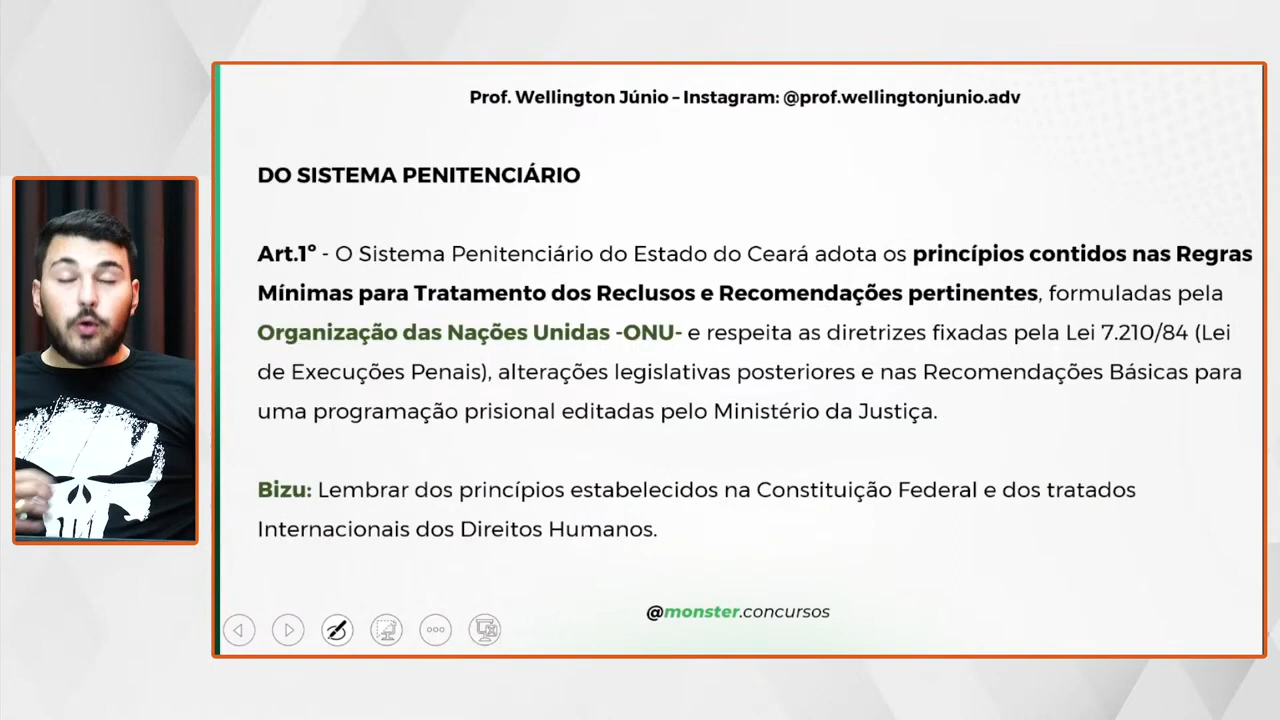 Prof. Wellington Júnio – Instagram: @prof.wellingtonjunio.adv
DO SISTEMA PENITENCIÁRIO
Art.1º - O Sistema Penitenciário do Estado do Ceará adota os princípios contidos nas Regras
Mínimas para Tratamento dos Reclusos e Recomendações pertinentes, formuladas pela
Organização das Nações Unidas -ONU- e respeita as diretrizes fixadas pela Lei 7.210/84 (Lei
de Execuções Penais), alterações legislativas posteriores e nas Recomendações Básicas para
uma programação prisional editadas pelo Ministério da Justiça.
Bizu: Lembrar dos princípios estabelecidos na Constituição Federal e dos tratados
Internacionais dos Direitos Humanos.
@monster.concursos